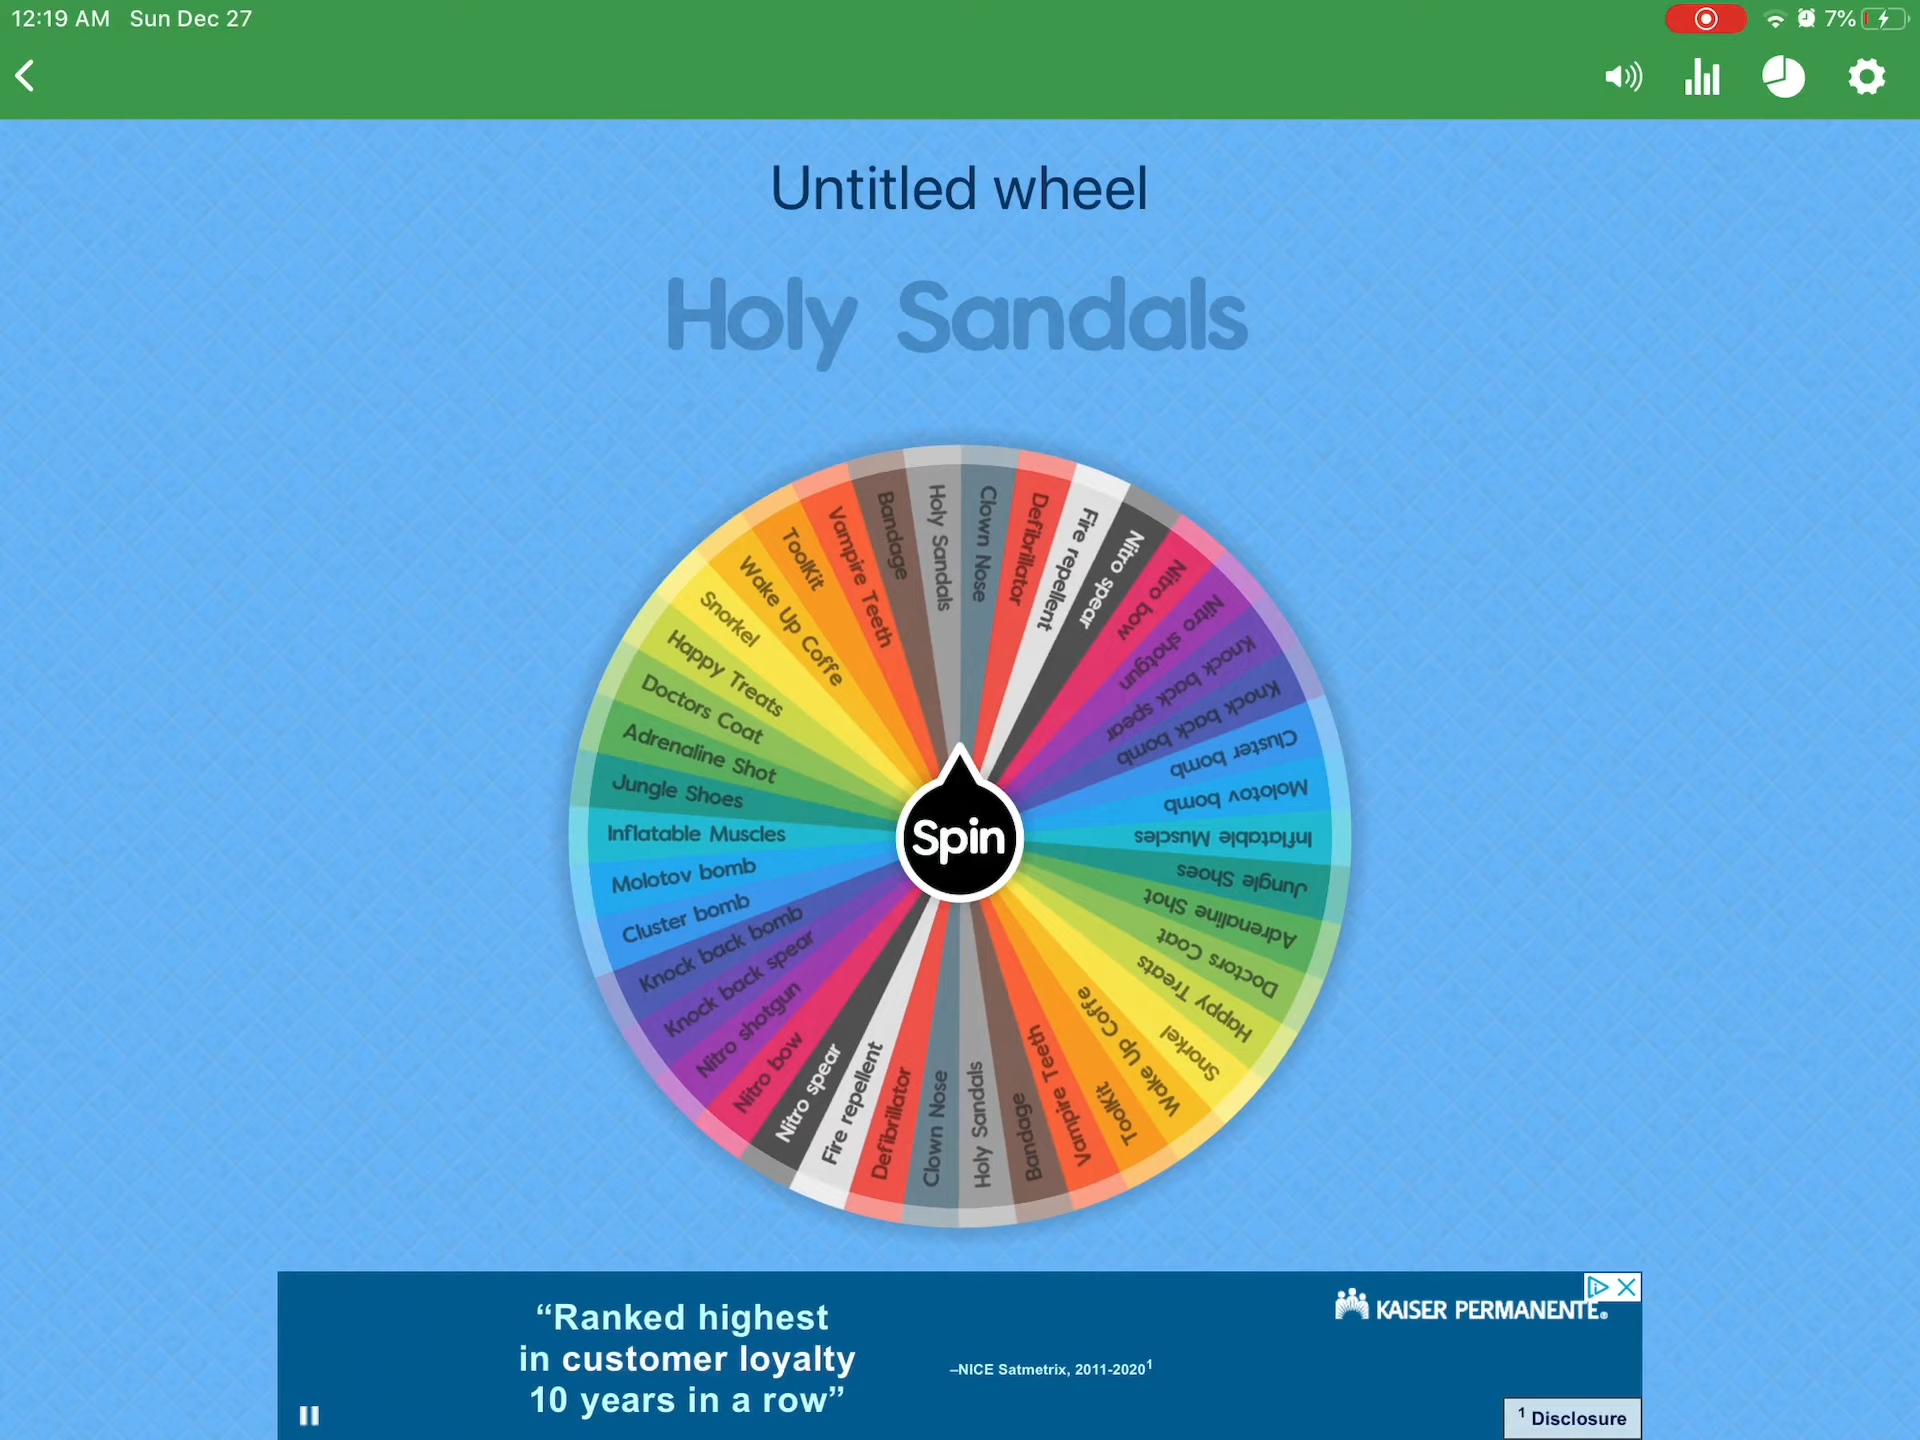 12:19 AM Sun Dec 27
7%
Untitled wheel
Holy Sandals
Clown Nose
Defibrillator
Fire repellent
Nitro spear
Nitro bow
Nitro shotgun
Knock back spear
Knock back bomb
Cluster bomb
Molotov bomb
Inflatable Muscles
Jungle Shoes
Adrenaline Shot
Doctors Coat
Happy Treats
Snorkel
Wake Up Coffe
ToolKit
Vampire Teeth
Bandage
Holy Sandals
Clown Nose
Defibrillator
Fire repellent
Nitro spear
Nitro bow
Nitro shotgun
Knock back spear
Knock back bomb
Cluster bomb
Molotov bomb
Inflatable Muscles
Jungle Shoes
Adrenaline Shot
Doctors Coat
Happy Treats
Snorkel
Wake Up Coffe
ToolKit
Vampire Teeth
Bandage
Holy Sandals
Spin
“Ranked highest
in customer loyalty
10 years in a row”
–NICE Satmetrix, 2011-2020¹
KAISER PERMANENTE®
¹ Disclosure